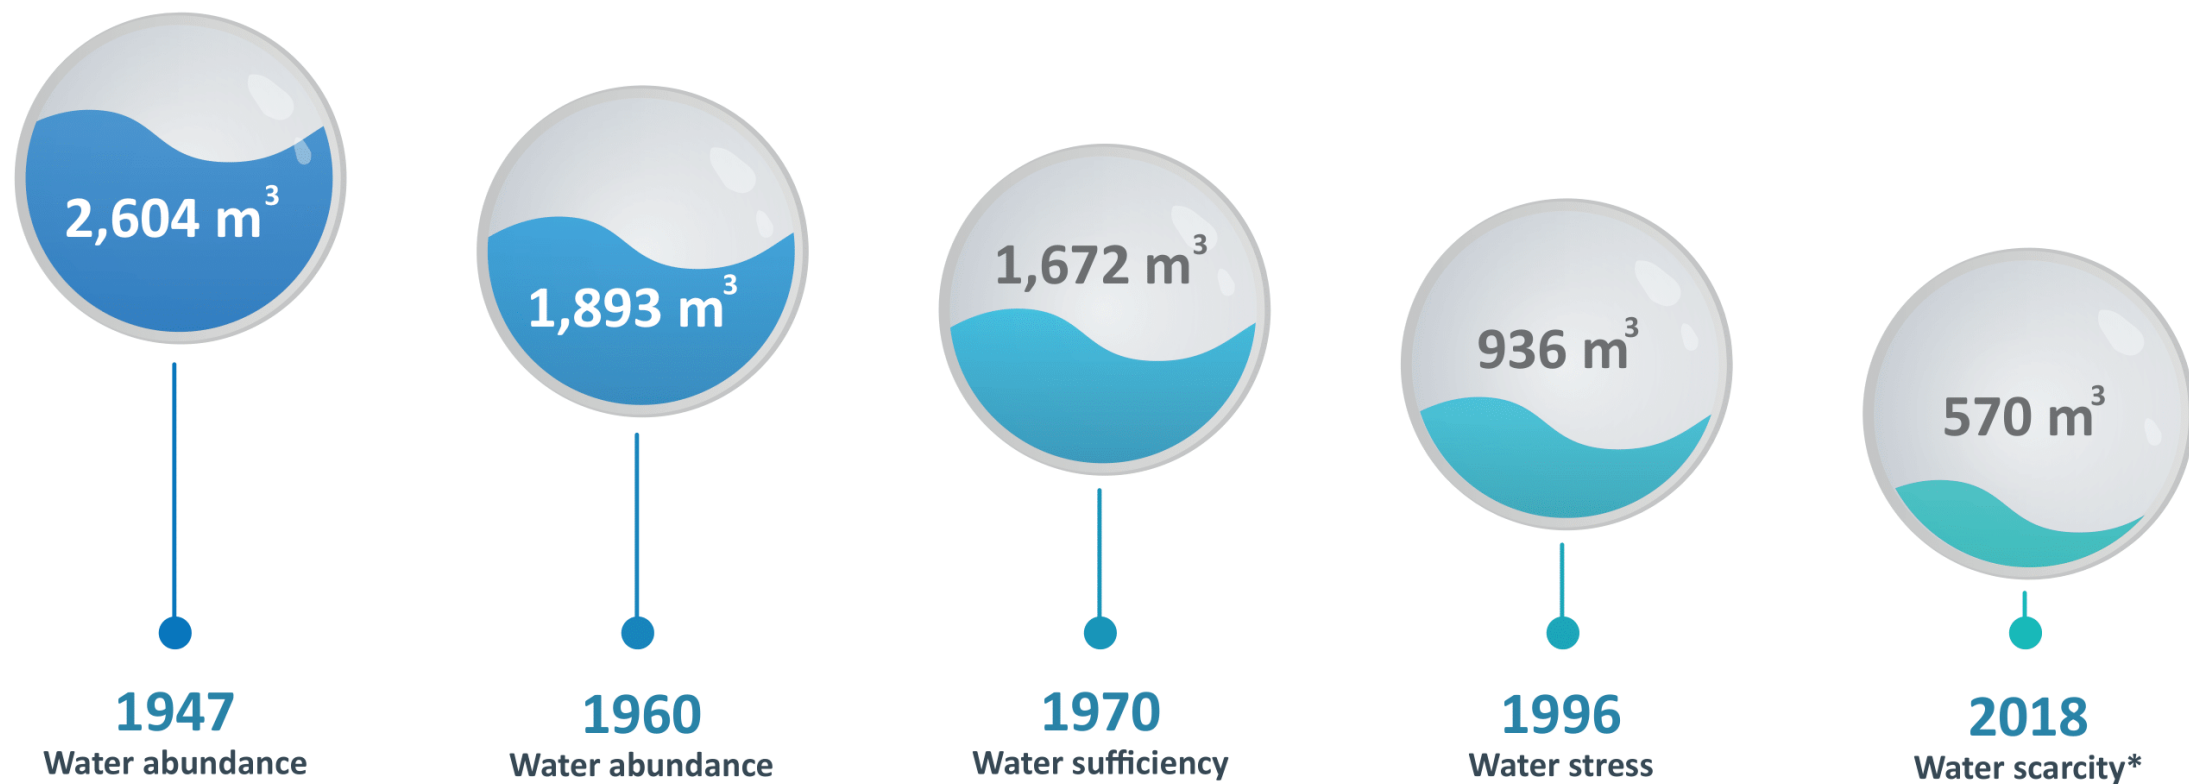 2,604 m³
1,893 m³
1,672 m³
936 m³
570 m³
1947
Water abundance
1960
Water abundance
1970
Water sufficiency
1996
Water stress
2018
Water scarcity*